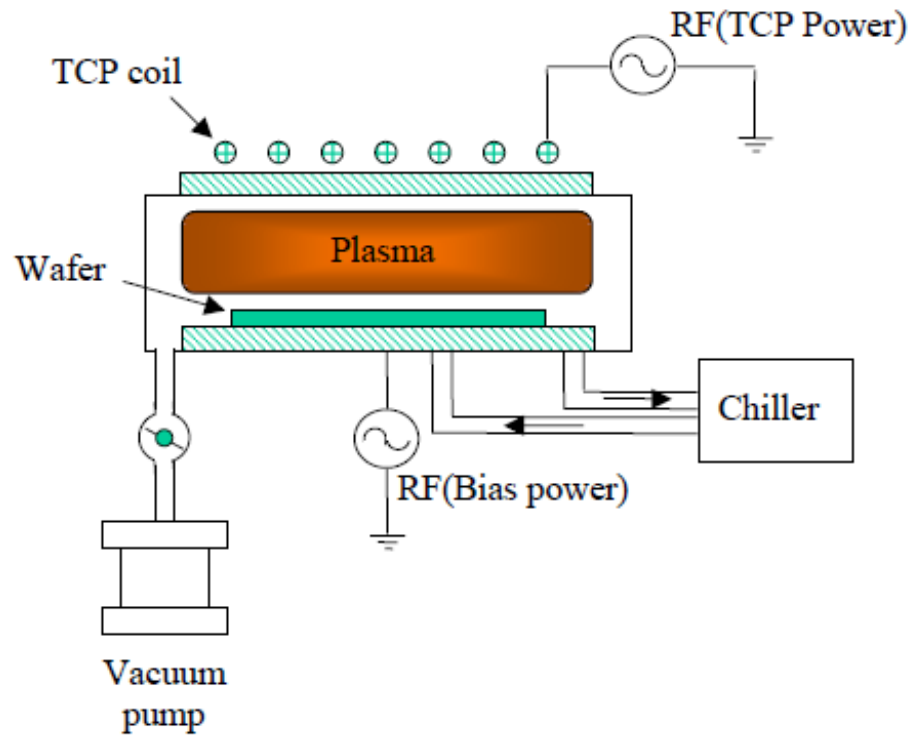 RF(TCP Power)
TCP coil
Plasma
Wafer
Chiller
RF(Bias power)
Vacuum
pump